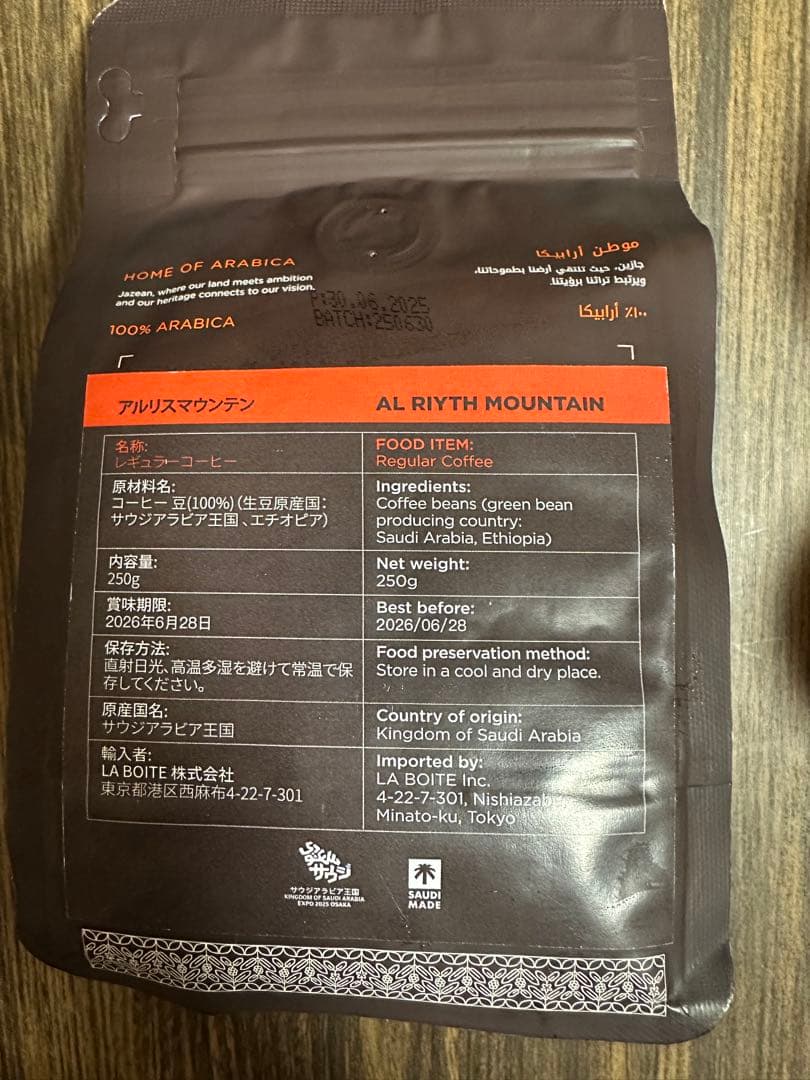 HOME OF ARABICA
Jazean, where our land meets ambition
and our heritage connects to our vision.
100% ARABICA
P:30.06.2025
BATCH:250630
موطن أرابيكا
جازين، حيث تلتقي أرضنا بطموحاتنا،
ويرتبط تراثنا برؤيتنا.
١٠٠٪ أرابيكا
アルリスマウンテン
AL RIYTH MOUNTAIN
名称:
レギュラーコーヒー
FOOD ITEM:
Regular Coffee
原材料名:
コーヒー 豆(100%) (生豆原産国:
サウジアラビア王国 、エチオピア)
Ingredients:
Coffee beans (green bean
producing country:
Saudi Arabia, Ethiopia)
内容量:
250g
Net weight:
250g
賞味期限:
2026年6月28日
Best before:
2026/06/28
保存方法:
直射日光、高温多湿を避けて常温で保
存してください。
Food preservation method:
Store in a cool and dry place.
原産国名:
サウジアラビア王国
Country of origin:
Kingdom of Saudi Arabia
輸入者:
LA BOITE 株式会社
東京都港区西麻布4-22-7-301
Imported by:
LA BOITE Inc.
4-22-7-301, Nishiazab
Minato-ku, Tokyo
サウジ
サウジアラビア王国
KINGDOM OF SAUDI ARABIA
EXPO 2025 OSAKA
SAUDI
MADE